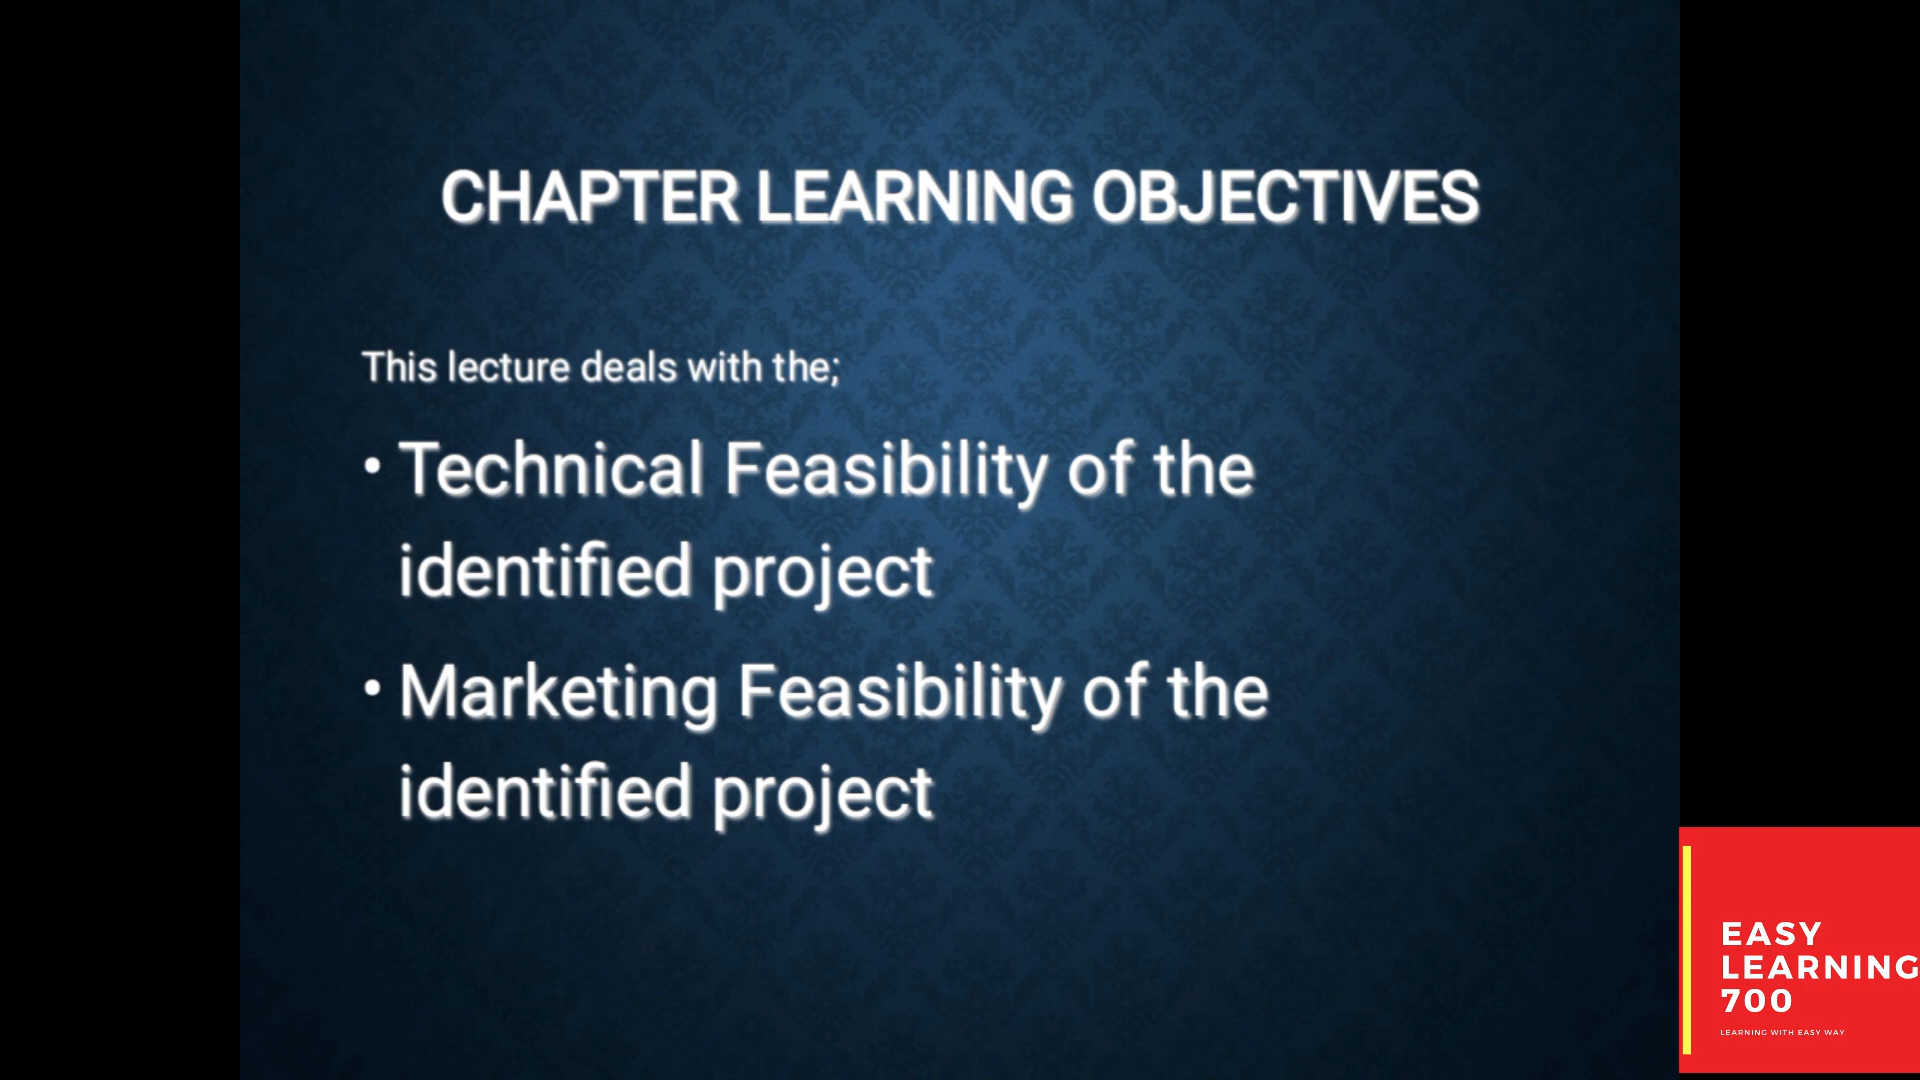 CHAPTER LEARNING OBJECTIVES
This lecture deals with the;
• Technical Feasibility of the
identified project
• Marketing Feasibility of the
identified project
EASY
LEARNING
700
LEARNING WITH EASY WAY